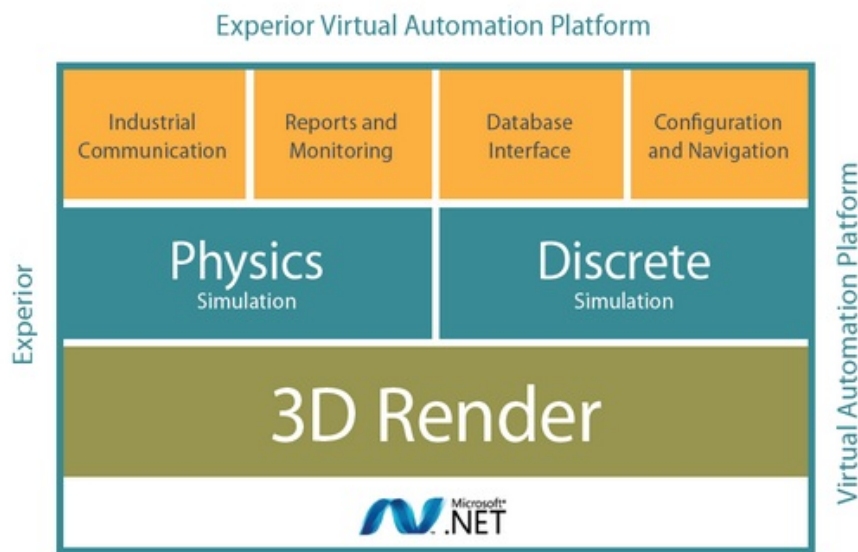 Experior Virtual Automation Platform
Industrial
Communication
Reports and
Monitoring
Database
Interface
Configuration
and Navigation
Physics
Simulation
Discrete
Simulation
3D Render
Microsoft®
.NET
Experior
Virtual Automation Platform